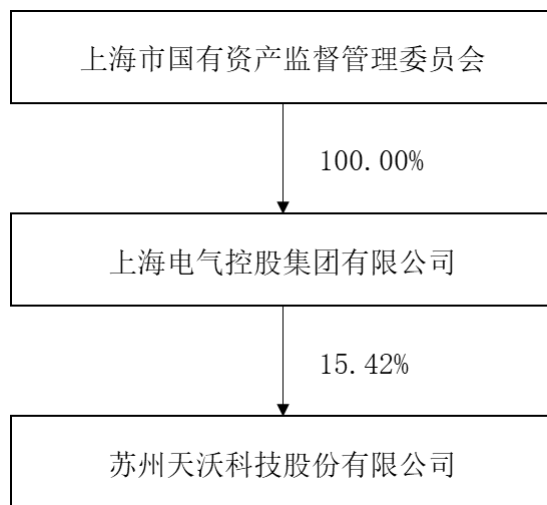 上海市国有资产监督管理委员会
100.00%
上海电气控股集团有限公司
15.42%
苏州天沃科技股份有限公司